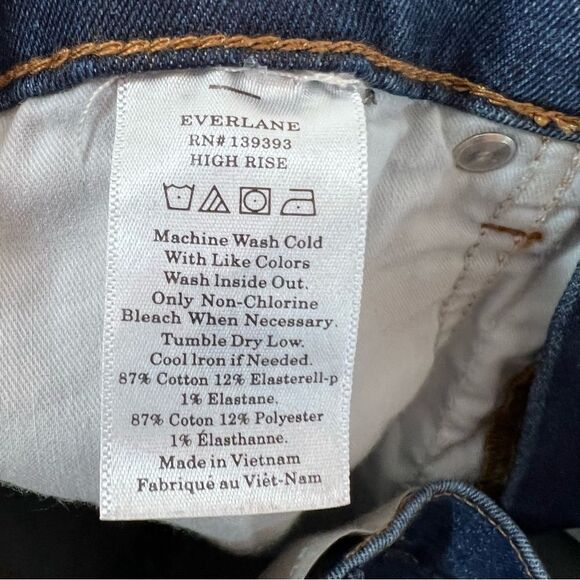 EVERLANE
RN# 139393
HIGH RISE
Machine Wash Cold
With Like Colors
Wash Inside Out.
Only Non-Chlorine
Bleach When Necessary.
Tumble Dry Low.
Cool Iron if Needed.
87% Cotton 12% Elasterell-p
1% Elastane.
87% Coton 12% Polyester
1% Élasthanne.
Made in Vietnam
Fabriqué au Viêt-Nam